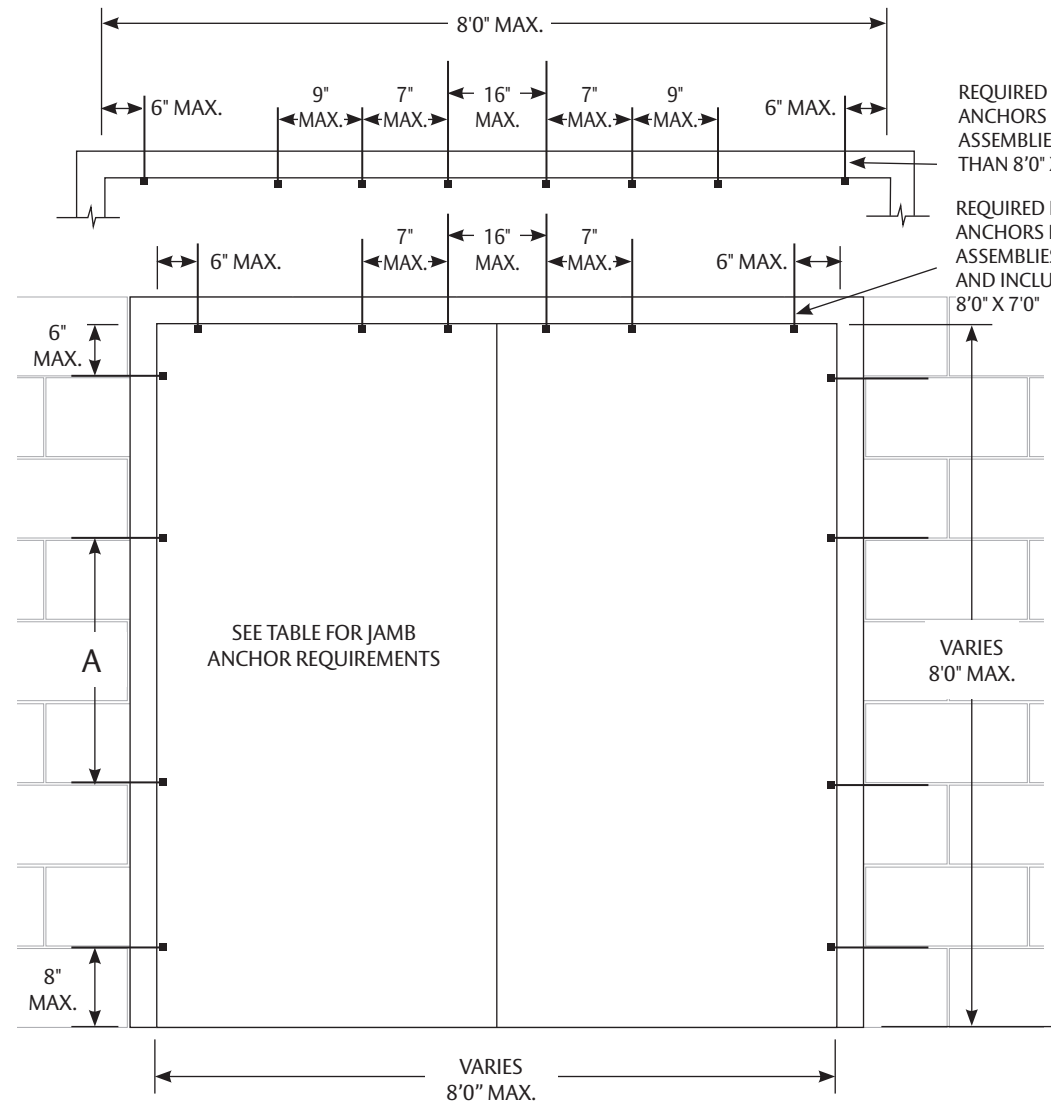 8'0" MAX.
6" MAX.
9"
MAX.
7"
MAX.
16"
MAX.
7"
MAX.
9"
MAX.
6" MAX.
REQUIRED
ANCHORS
ASSEMBLIE
THAN 8'0"
REQUIRED
ANCHORS
ASSEMBLIES
AND INCLU
8'0" X 7'0"
6" MAX.
7"
MAX.
16"
MAX.
7"
MAX.
6" MAX.
6"
MAX.
A
SEE TABLE FOR JAMB
ANCHOR REQUIREMENTS
VARIES
8'0" MAX.
8"
MAX.
VARIES
8'0” MAX.